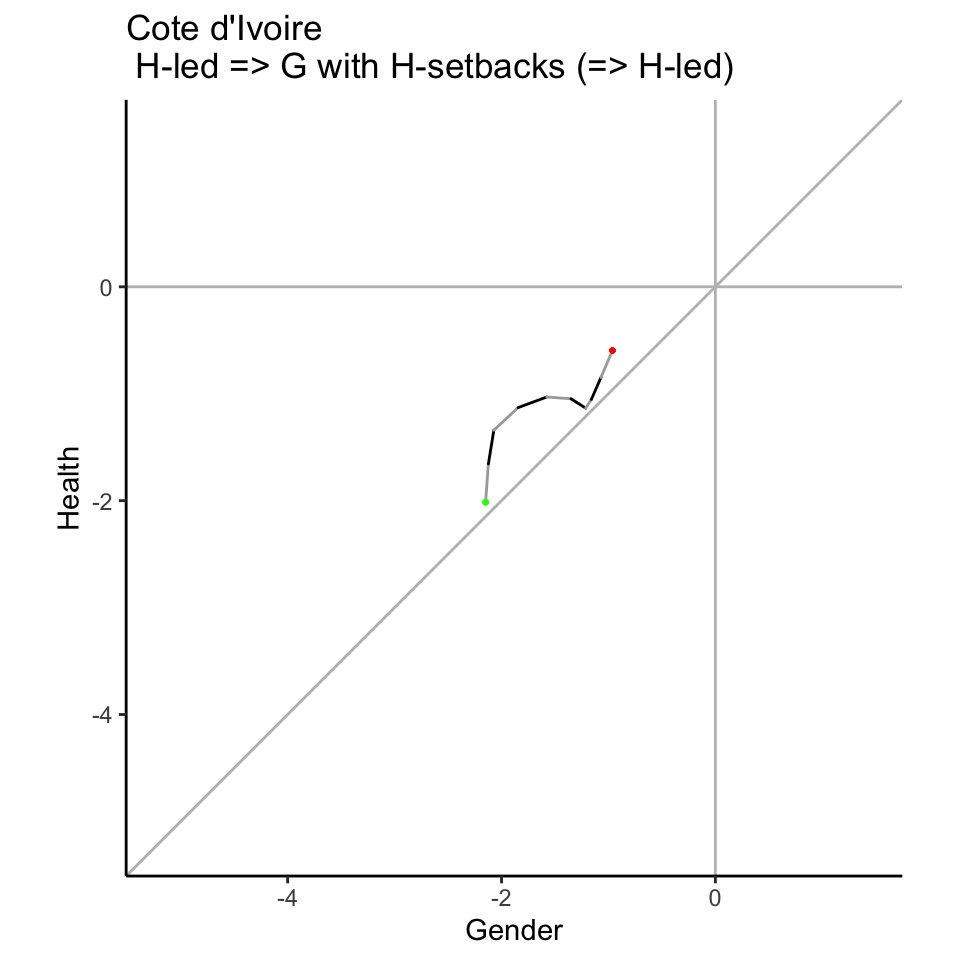 Cote d'Ivoire
H-led => G with H-setbacks (=> H-led)
Health
0
-2
-4
-4
-2
0
Gender